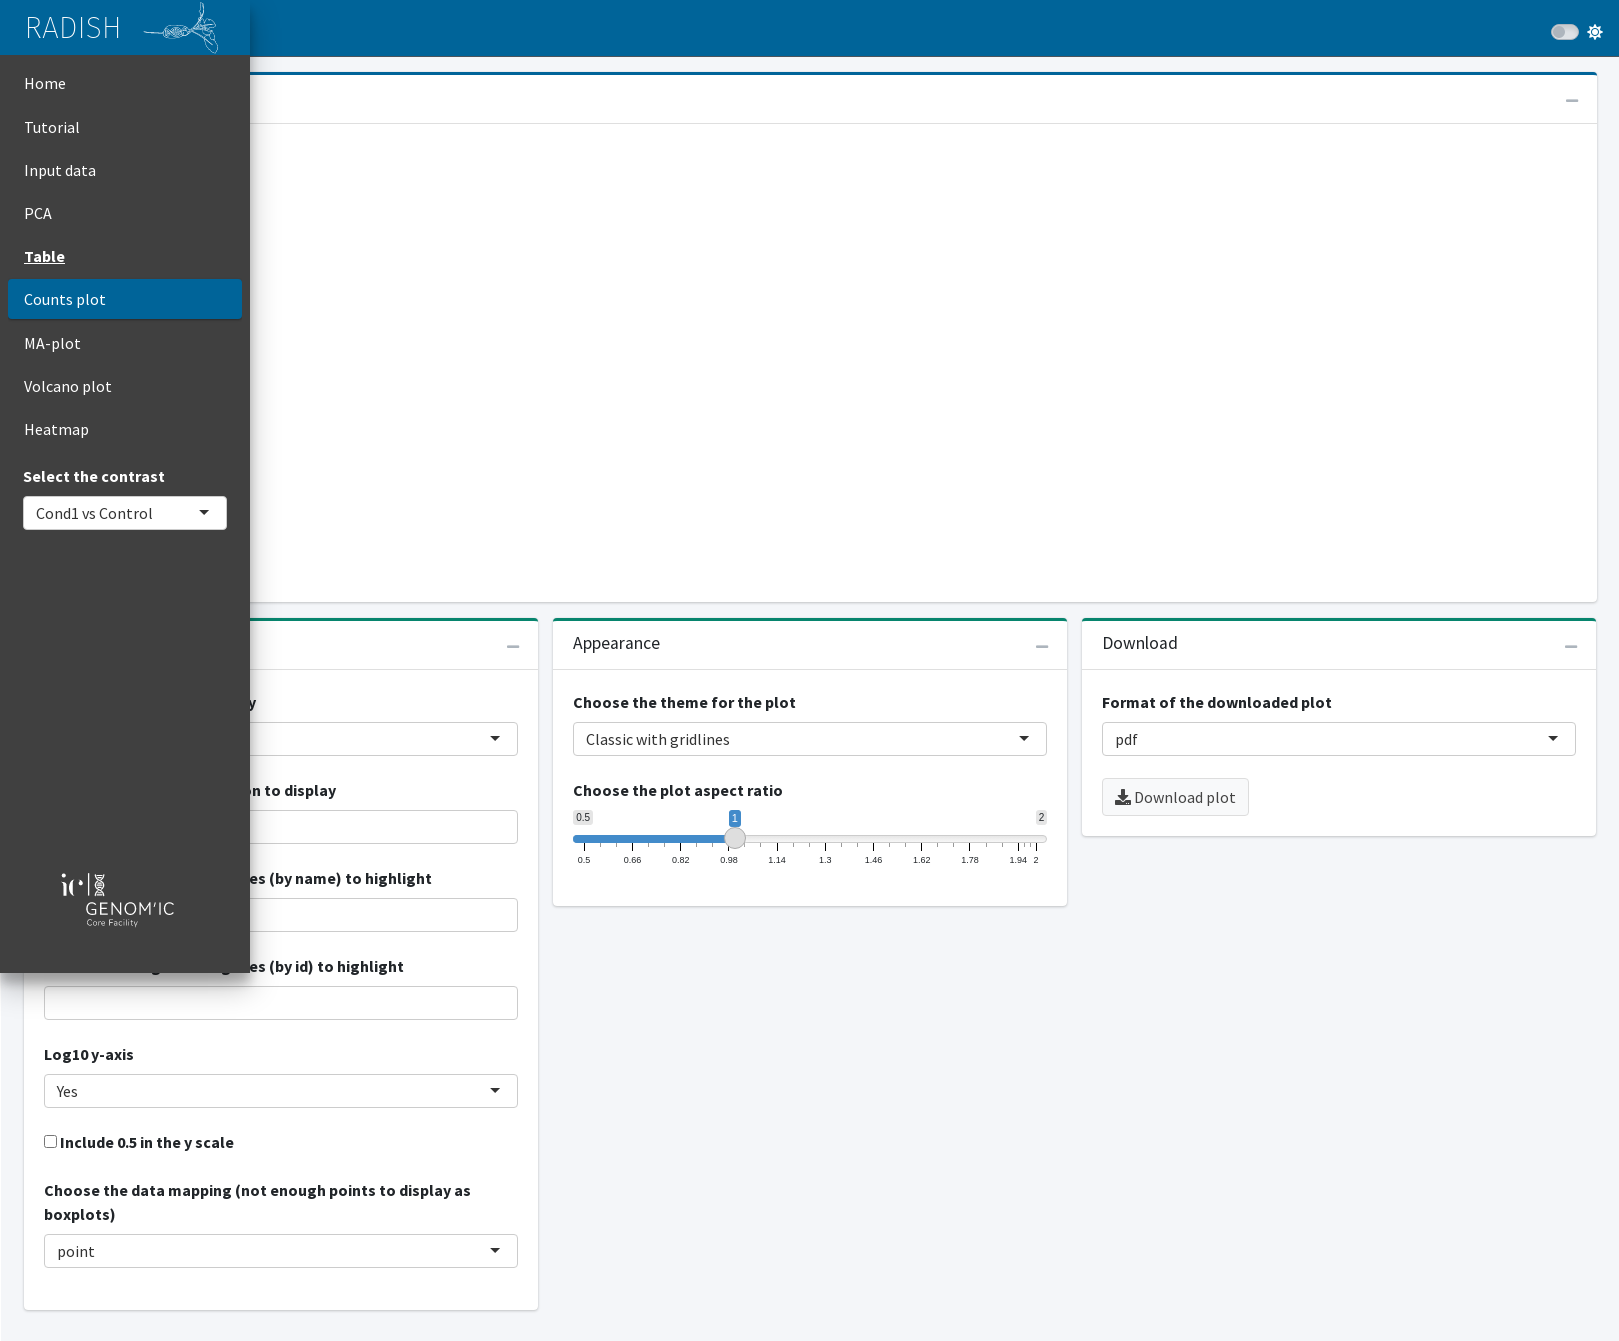 RADISH
Home
Tutorial
Input data
PCA
Table
Counts plot
MA-plot
Volcano plot
Heatmap
Select the contrast
Cond1 vs Control
GENOM'IC
Core Facility
on to display
es (by name) to highlight
es (by id) to highlight
Log10 y-axis
Yes
Include 0.5 in the y scale
Choose the data mapping (not enough points to display as
boxplots)
point
Appearance
Choose the theme for the plot
Classic with gridlines
Choose the plot aspect ratio
0.5 1 2
0.5 0.66 0.82 0.98 1.14 1.3 1.46 1.62 1.78 1.94 2
Download
Format of the downloaded plot
pdf
Download plot